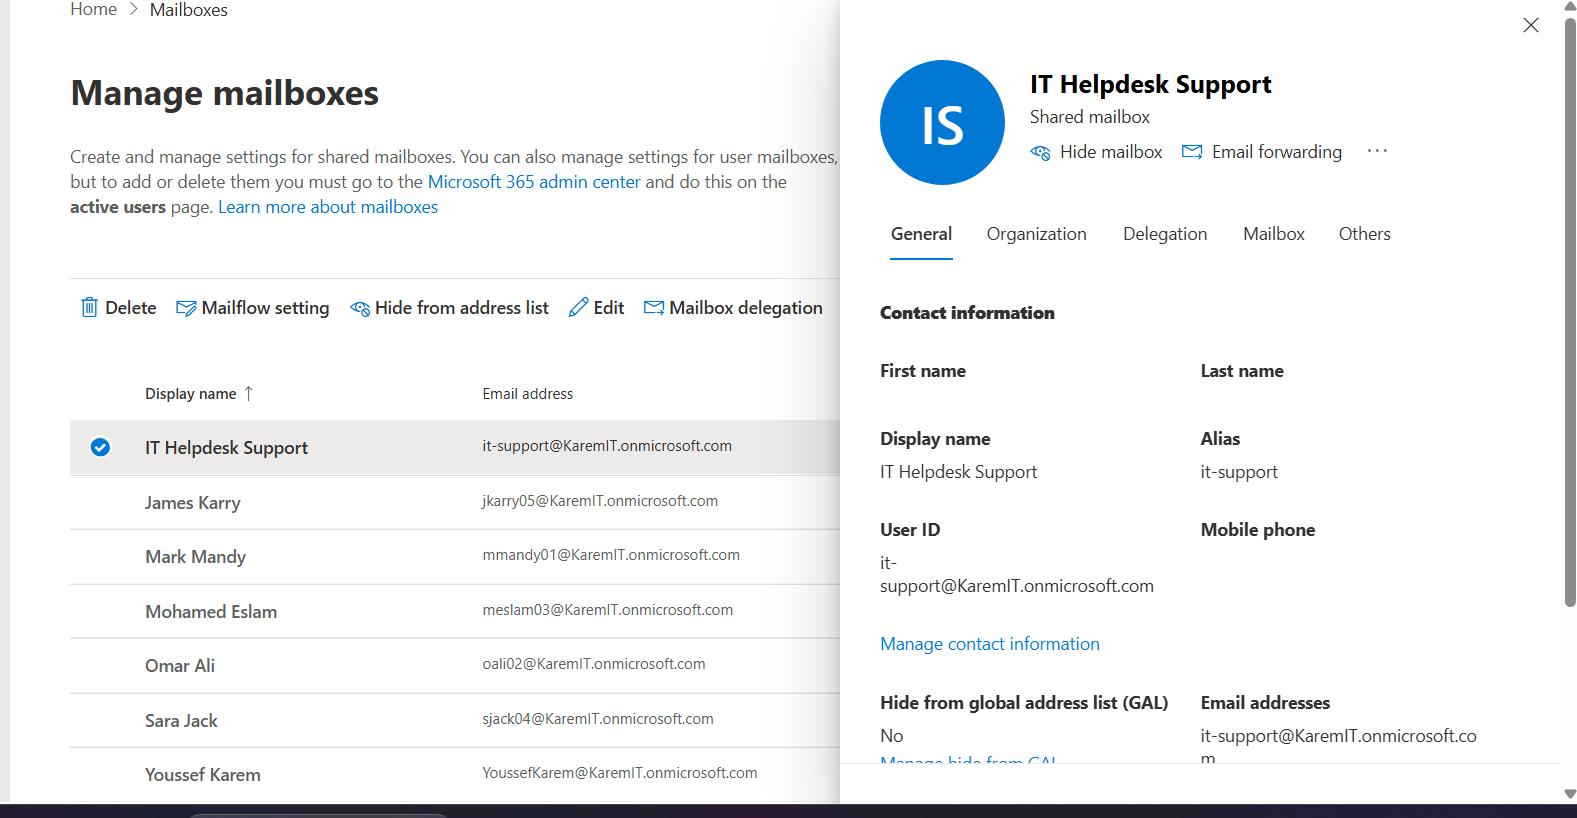 Home > Mailboxes
Manage mailboxes
Create and manage settings for shared mailboxes. You can also manage settings for user mailboxes,
but to add or delete them you must go to the Microsoft 365 admin center and do this on the
active users page. Learn more about mailboxes
Delete Mailflow setting Hide from address list Edit Mailbox delegation
Display name ↑ Email address
IT Helpdesk Support it-support@KaremIT.onmicrosoft.com
James Karry jkarry05@KaremIT.onmicrosoft.com
Mark Mandy mmandy01@KaremIT.onmicrosoft.com
Mohamed Eslam meslam03@KaremIT.onmicrosoft.com
Omar Ali oali02@KaremIT.onmicrosoft.com
Sara Jack sjack04@KaremIT.onmicrosoft.com
Youssef Karem YoussefKarem@KaremIT.onmicrosoft.com
IS
IT Helpdesk Support
Shared mailbox
Hide mailbox Email forwarding ...
General Organization Delegation Mailbox Others
Contact information
First name Last name
Display name Alias
IT Helpdesk Support it-support
User ID Mobile phone
it-
support@KaremIT.onmicrosoft.com
Manage contact information
Hide from global address list (GAL) Email addresses
No it-support@KaremIT.onmicrosoft.co
Manage hide from GAL m